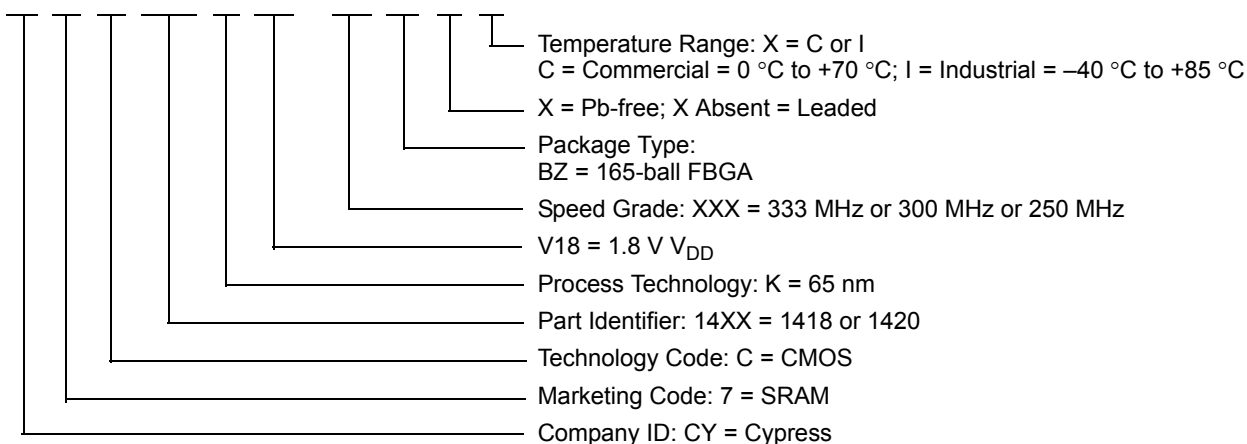 Temperature Range: X = C or I
C = Commercial = 0 °C to +70 °C; I = Industrial = –40 °C to +85 °C
X = Pb-free; X Absent = Leaded
Package Type:
BZ = 165-ball FBGA
Speed Grade: XXX = 333 MHz or 300 MHz or 250 MHz
V18 = 1.8 V VDD
Process Technology: K = 65 nm
Part Identifier: 14XX = 1418 or 1420
Technology Code: C = CMOS
Marketing Code: 7 = SRAM
Company ID: CY = Cypress